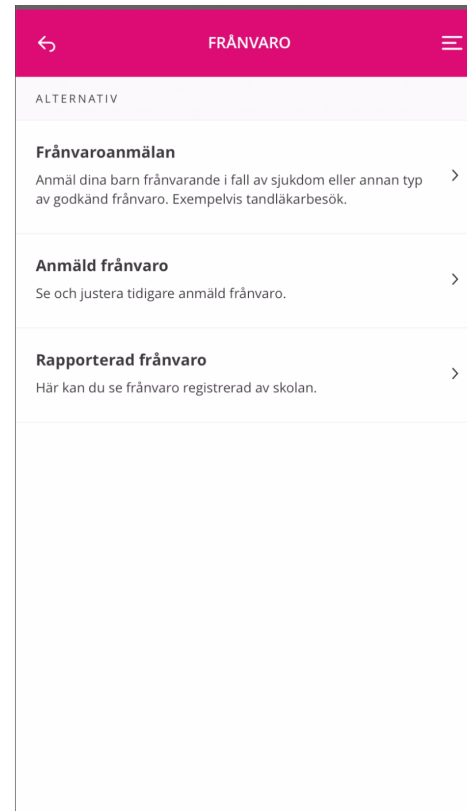 FRÅNVARO
ALTERNATIV
Frånvaroanmälan
Anmäl dina barn frånvarande i fall av sjukdom eller annan typ
av godkänd frånvaro. Exempelvis tandläkarbesök.
Anmäld frånvaro
Se och justera tidigare anmäld frånvaro.
Rapporterad frånvaro
Här kan du se frånvaro registrerad av skolan.